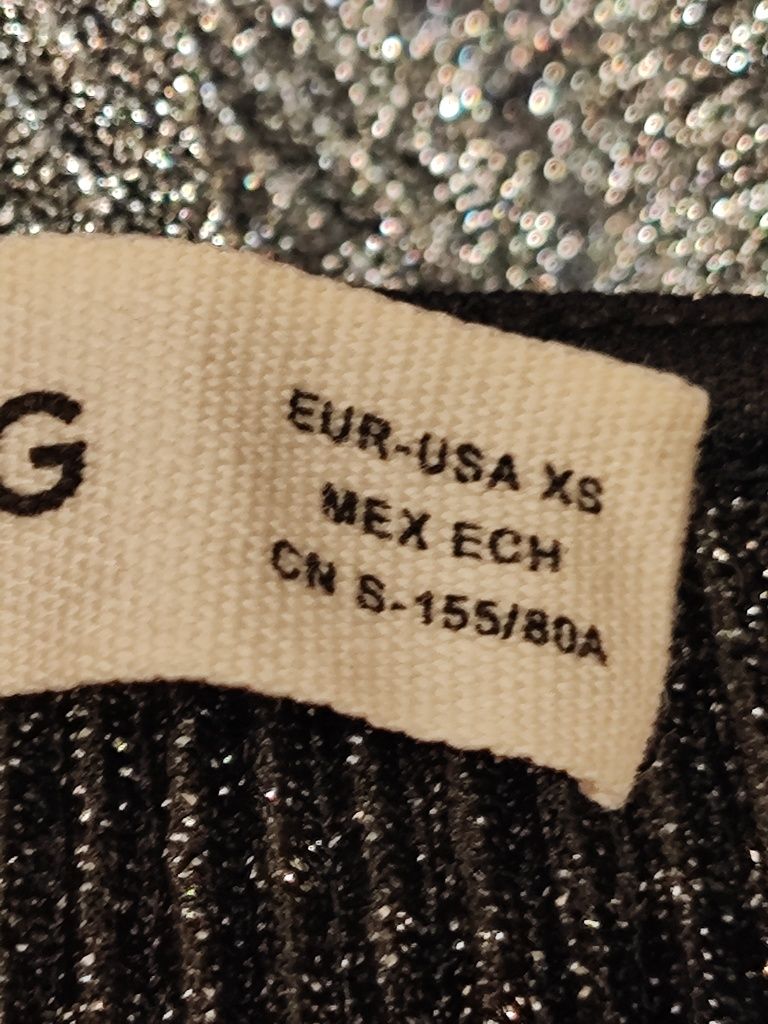 G
EUR-USA XS
MEX ECH
CN S-155/80A